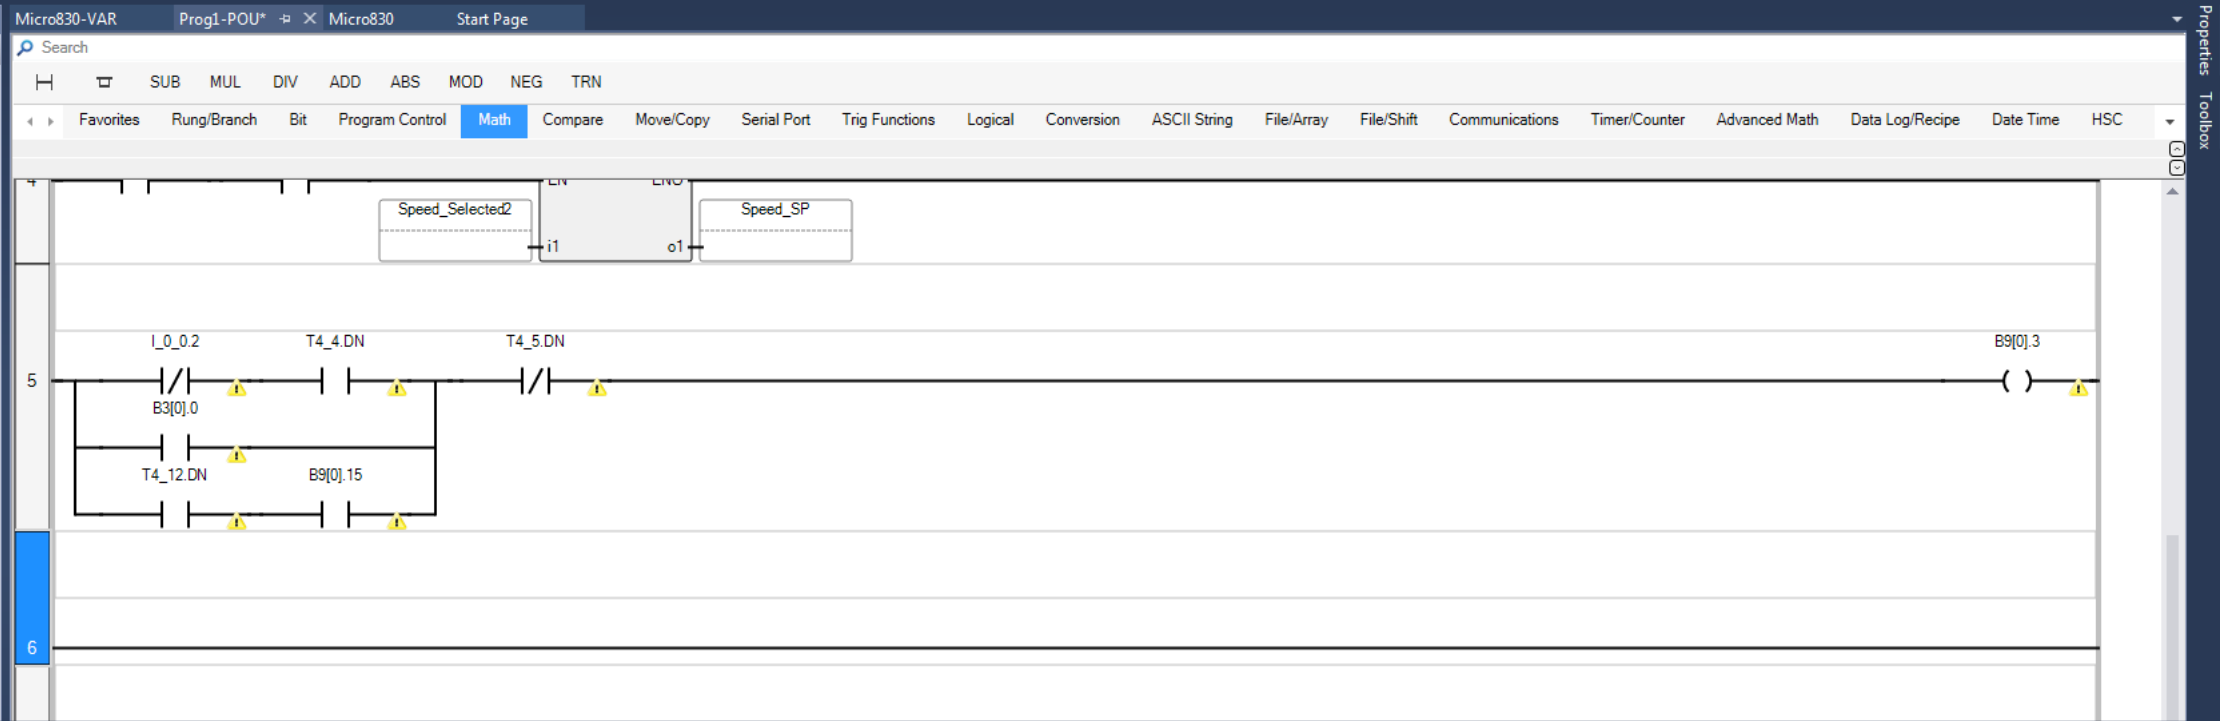 Micro830-VAR Prog1-POU* Micro830 Start Page
Search
SUB MUL DIV ADD ABS MOD NEG TRN
Favorites Rung/Branch Bit Program Control Math Compare Move/Copy Serial Port Trig Functions Logical Conversion ASCII String File/Array File/Shift Communications Timer/Counter Advanced Math Data Log/Recipe Date Time HSC
Properties
Toolbox
4
EN ENO
Speed_Selected2 Speed_SP
i1 o1
I_0_0.2 T4_4.DN T4_5.DN B9[0].3
5
B3[0].0
T4_12.DN B9[0].15
6